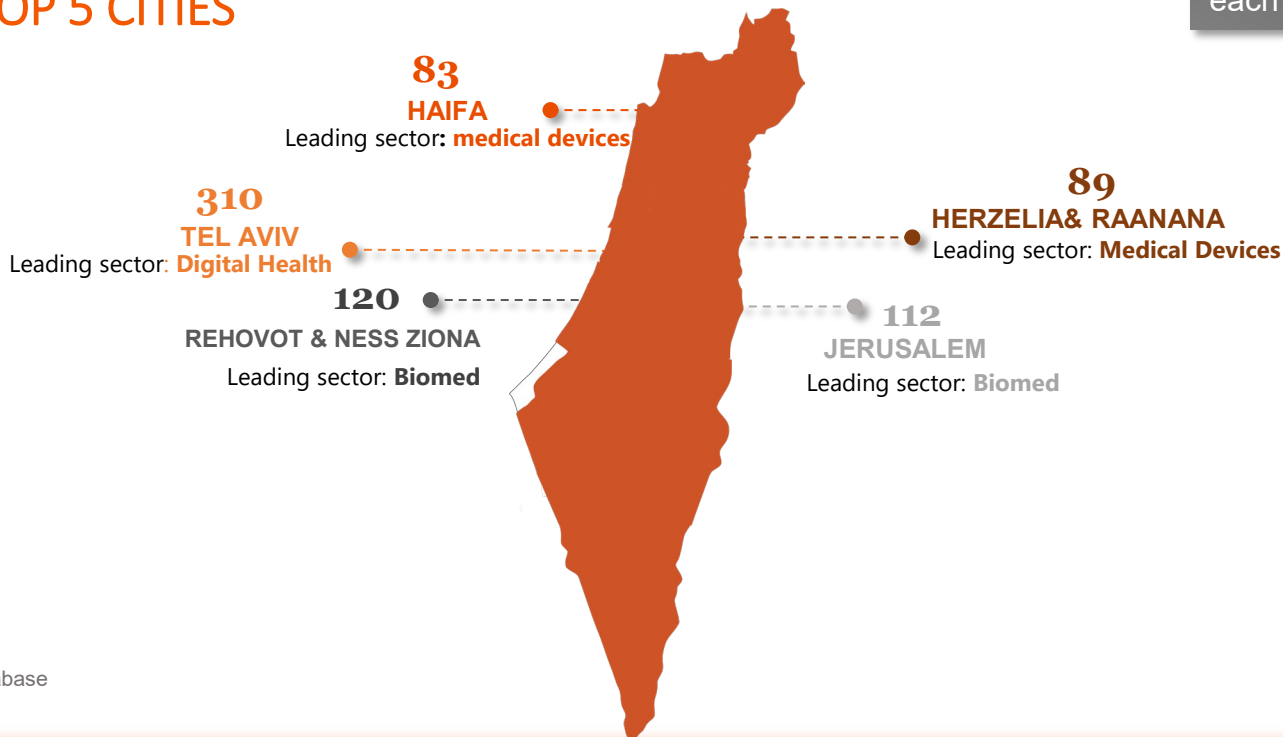 OP 5 CITIES
each
83
HAIFA
Leading sector: medical devices
310
TEL AVIV
Leading sector: Digital Health
89
HERZELIA& RAANANA
Leading sector: Medical Devices
120
REHOVOT & NESS ZIONA
Leading sector: Biomed
112
JERUSALEM
Leading sector: Biomed
base